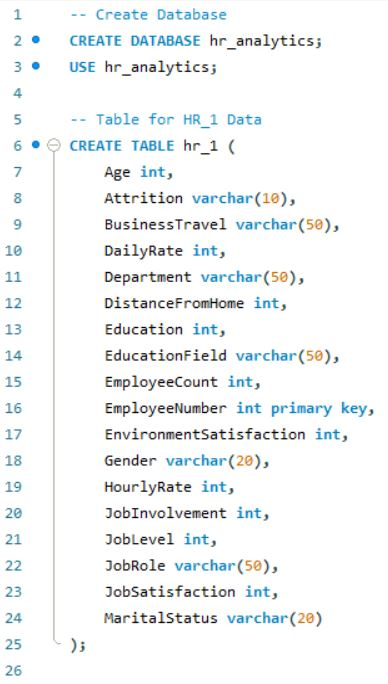 1 -- Create Database
2 CREATE DATABASE hr_analytics;
3 USE hr_analytics;
4
5 -- Table for HR_1 Data
6 CREATE TABLE hr_1 (
7 Age int,
8 Attrition varchar(10),
9 BusinessTravel varchar(50),
10 DailyRate int,
11 Department varchar(50),
12 DistanceFromHome int,
13 Education int,
14 EducationField varchar(50),
15 EmployeeCount int,
16 EmployeeNumber int primary key,
17 EnvironmentSatisfaction int,
18 Gender varchar(20),
19 HourlyRate int,
20 JobInvolvement int,
21 JobLevel int,
22 JobRole varchar(50),
23 JobSatisfaction int,
24 MaritalStatus varchar(20)
25 );
26